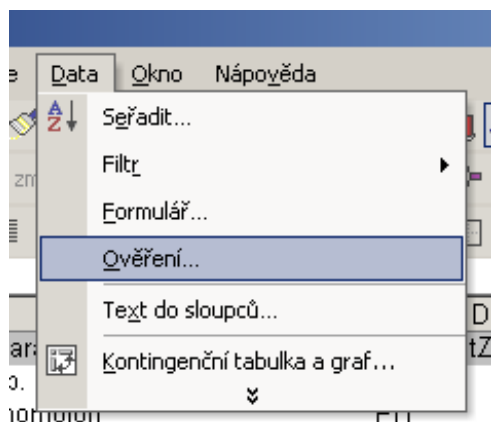 Data Okno Nápověda
Seřadit...
Filtr
Formulář...
Ověření...
Text do sloupců...
Kontingenční tabulka a graf...